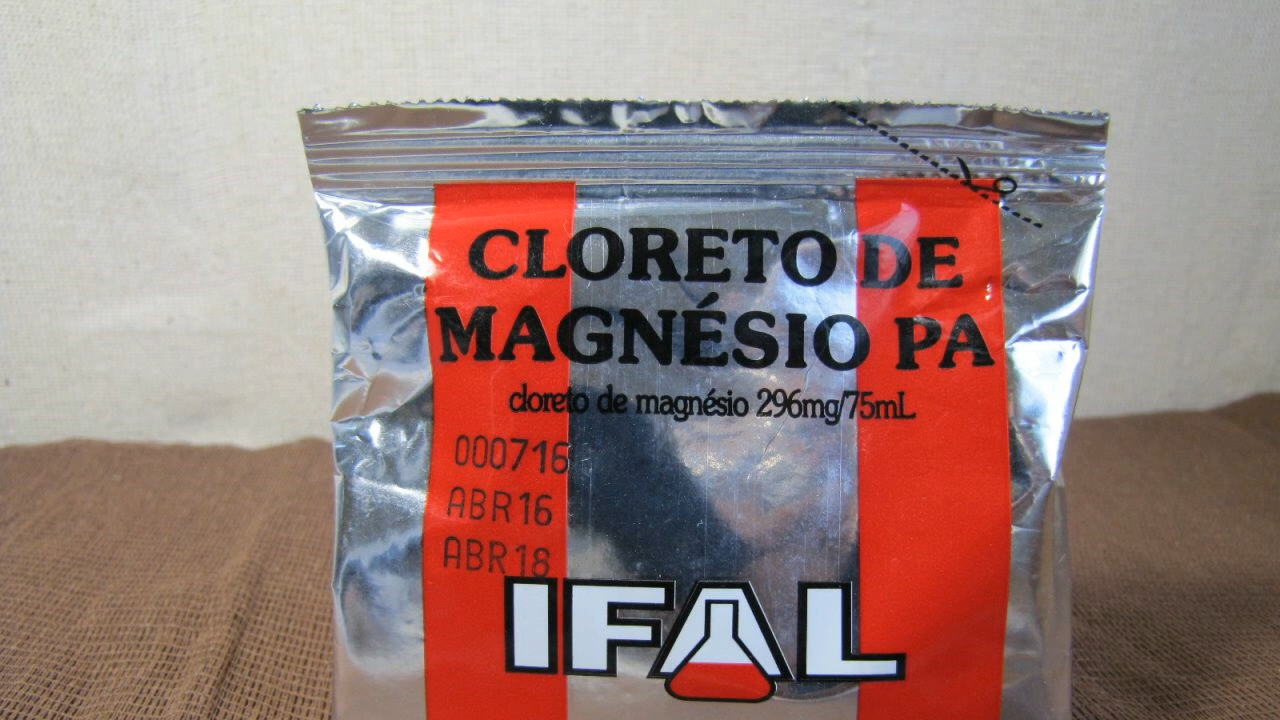 CLORETO DE
MAGNÉSIO PA
cloreto de magnésio 296mg/75mL
000716
ABR16
ABR18
IFAL